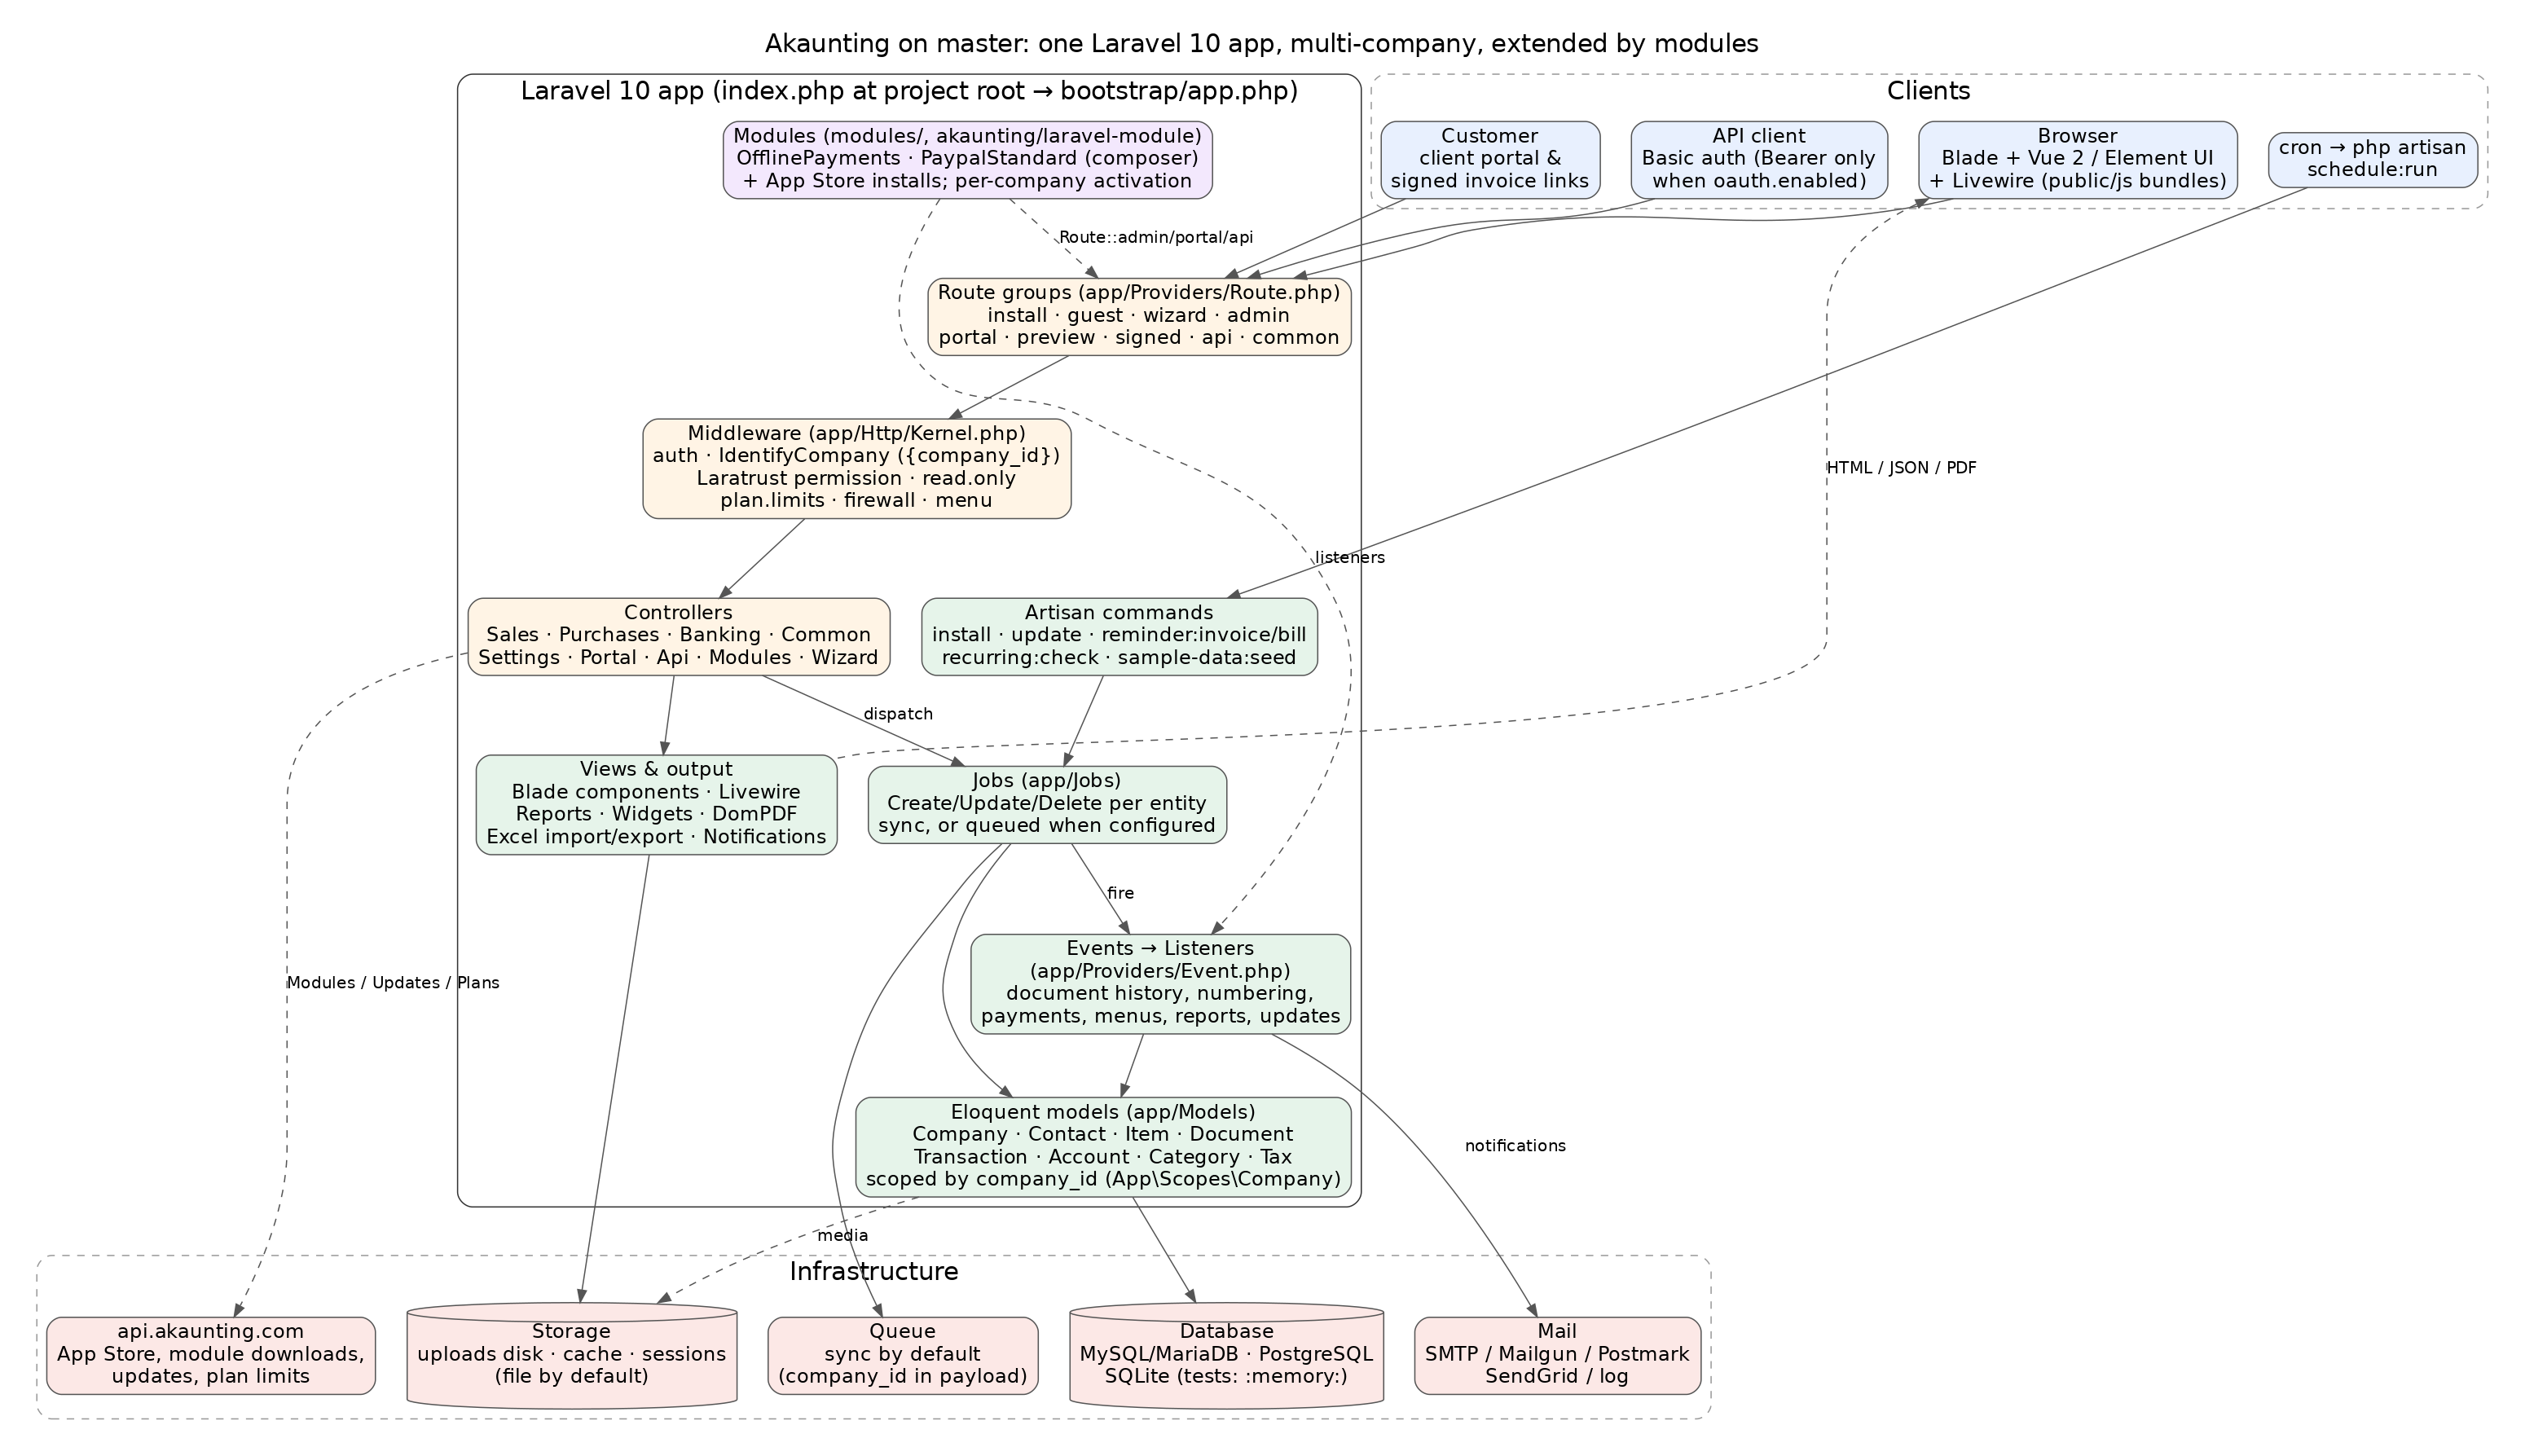 Akaunting on master: one Laravel 10 app, multi-company, extended by modules
Laravel 10 app (index.php at project root → bootstrap/app.php)
Clients
Modules (modules/, akaunting/laravel-module)
OfflinePayments · PaypalStandard (composer)
+ App Store installs; per-company activation
Customer
client portal &
signed invoice links
API client
Basic auth (Bearer only
when oauth.enabled)
Browser
Blade + Vue 2 / Element UI
+ Livewire (public/js bundles)
cron → php artisan
schedule:run
Route::admin/portal/api
Route groups (app/Providers/Route.php)
install · guest · wizard · admin
portal · preview · signed · api · common
Middleware (app/Http/Kernel.php)
auth · IdentifyCompany ({company_id})
Laratrust permission · read.only
plan.limits · firewall · menu
HTML / JSON / PDF
listeners
Controllers
Sales · Purchases · Banking · Common
Settings · Portal · Api · Modules · Wizard
Artisan commands
install · update · reminder:invoice/bill
recurring:check · sample-data:seed
dispatch
Views & output
Blade components · Livewire
Reports · Widgets · DomPDF
Excel import/export · Notifications
Jobs (app/Jobs)
Create/Update/Delete per entity
sync, or queued when configured
fire
Events → Listeners
(app/Providers/Event.php)
document history, numbering,
payments, menus, reports, updates
Modules / Updates / Plans
Eloquent models (app/Models)
Company · Contact · Item · Document
Transaction · Account · Category · Tax
scoped by company_id (App\Scopes\Company)
notifications
media
Infrastructure
api.akaunting.com
App Store, module downloads,
updates, plan limits
Storage
uploads disk · cache · sessions
(file by default)
Queue
sync by default
(company_id in payload)
Database
MySQL/MariaDB · PostgreSQL
SQLite (tests: :memory:)
Mail
SMTP / Mailgun / Postmark
SendGrid / log